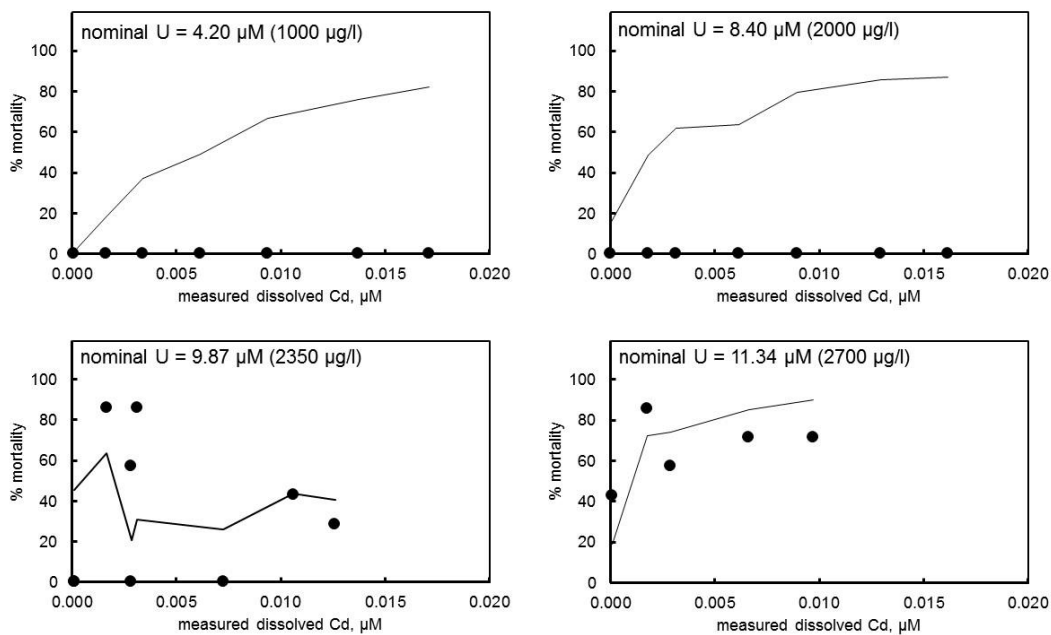 nominal U = 4.20 µM (1000 µg/l)
100
80
60
40
20
0
% mortality
0.000 0.005 0.010 0.015 0.020
measured dissolved Cd, µM
nominal U = 8.40 µM (2000 µg/l)
100
80
60
40
20
0
% mortality
0.000 0.005 0.010 0.015 0.020
measured dissolved Cd, µM
nominal U = 9.87 µM (2350 µg/l)
100
80
60
40
20
0
% mortality
0.000 0.005 0.010 0.015 0.020
measured dissolved Cd, µM
nominal U = 11.34 µM (2700 µg/l)
100
80
60
40
20
0
% mortality
0.000 0.005 0.010 0.015 0.020
measured dissolved Cd, µM